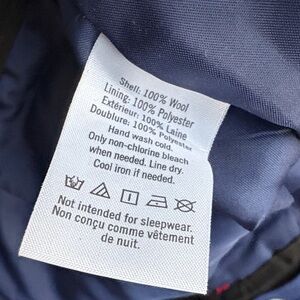 Shell: 100% Wool
Lining: 100% Polyester
Extérieur: 100% Laine
Doublure: 100% Polyester
Hand wash cold.
Only non-chlorine bleach
when needed. Line dry.
Cool iron if needed.
Not intended for sleepwear.
Non conçu comme vêtement
de nuit.